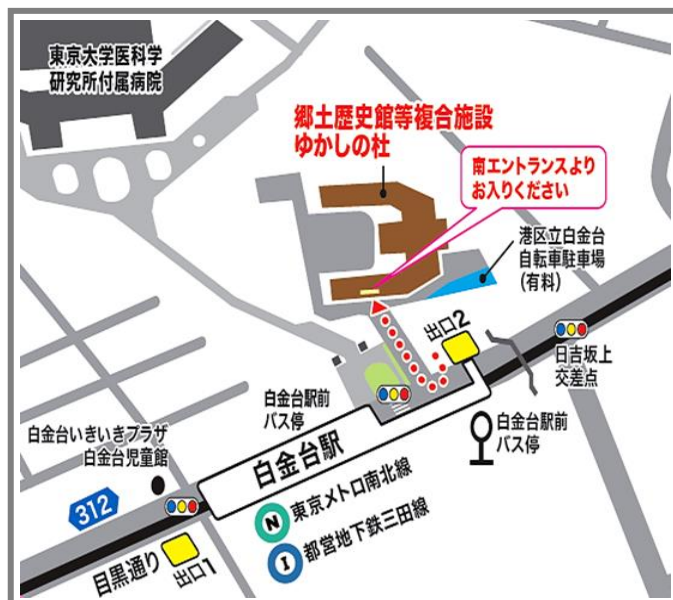 東京大学医科学
研究所付属病院
郷土歴史館等複合施設
ゆかしの杜
南エントランスより
お入りください
港区立白金台
自転車駐車場
(有料)
出口2
日吉坂上
交差点
白金台駅前
バス停
白金台駅前
バス停
白金台いきいきプラザ
白金台児童館
白金台駅
312
N 東京メトロ南北線
I 都営地下鉄三田線
目黒通り
出口1